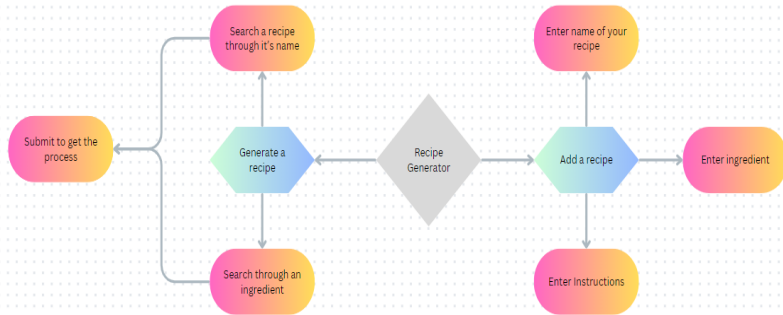 Search a recipe
through it's name
Enter name of your
recipe
Submit to get the
process
Generate a
recipe
Recipe
Generator
Add a recipe
Enter ingredient
Search through an
ingredient
Enter Instructions